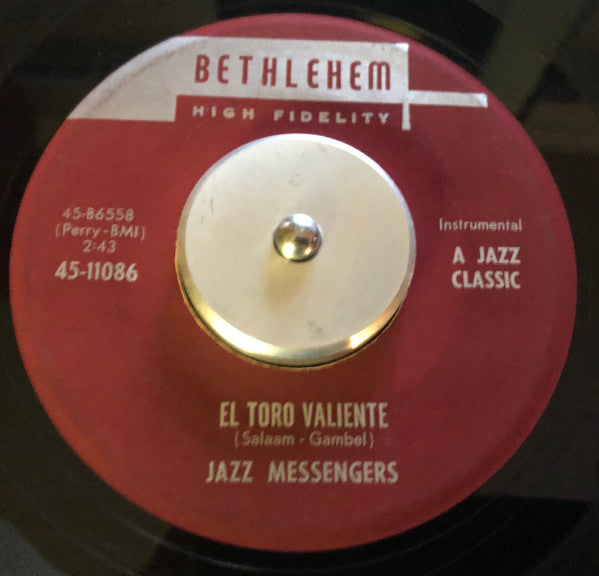 BETHLEHEM
HIGH FIDELITY
45-B6558
(Perry-BMI)
2:43
45-11086
Instrumental
A JAZZ
CLASSIC
EL TORO VALIENTE
(Salaam - Gambel)
JAZZ MESSENGERS